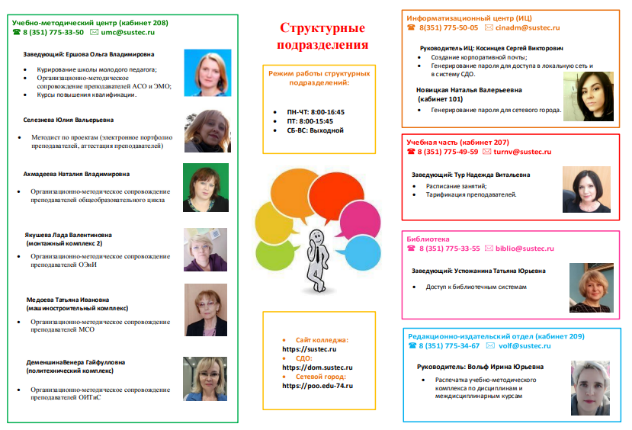 Учебно-методический центр (кабинет 208)
☎ 8 (351) 775-33-50 ✉ umc@sustec.ru
Заведующий: Ершова Ольга Владимировна
• Курирование школы молодого педагога;
• Организационно-методическое
сопровождение преподавателей АСО и ЭМО;
• Курсы повышения квалификации.
Селезнева Юлия Валерьевна
• Методист по проектам (электронное портфолио
преподавателей, аттестация преподавателей)
Ахмадеева Наталия Владимировна
• Организационно-методическое сопровождение
преподавателей общеобразовательного цикла
Якушева Лада Валентиновна
(монтажный комплекс 2)
• Организационно-методическое сопровождение
преподавателей ОЭиИ
Медоева Татьяна Ивановна
(машиностроительный комплекс)
• Организационно-методическое сопровождение
преподавателей МСО
ДеменшинаВенера Гайфулловна
(политехнический комплекс)
• Организационно-методическое сопровождение
преподавателей ОИТиС
Структурные
подразделения
Режим работы структурных
подразделений:
• ПН-ЧТ: 8:00-16:45
• ПТ: 8:00-15:45
• СБ-ВС: Выходной
• Сайт колледжа:
https://sustec.ru
• СДО:
https://dom.sustec.ru
• Сетевой город:
https://poo.edu-74.ru
Информатизационный центр (ИЦ)
☎ 8 (351) 775-50-05 ✉ cinadm@sustec.ru
Руководитель ИЦ: Косинцев Сергей Викторович
• Создание корпоративной почты;
• Генерирование пароля для доступа в локальную сеть и
в систему СДО.
Новицкая Наталья Валерьеевна
(кабинет 101)
• Генерирование пароля для сетевого города.
Учебная часть (кабинет 207)
☎ 8 (351) 775-49-59 ✉ turnv@sustec.ru
Заведующий: Тур Надежда Витальевна
• Расписание занятий;
• Тарификация преподавателей.
Библиотека
☎ 8 (351) 775-33-55 ✉ biblio@sustec.ru
Заведующий: Устюжанина Татьяна Юрьевна
• Доступ к библиотечным системам
Редакционно-издательский отдел (кабинет 209)
☎ 8 (351) 775-34-67 ✉ volf@sustec.ru
Руководитель: Вольф Ирина Юрьевна
• Распечатка учебно-методического
комплекса по дисциплинам и
междисциплинарным курсам